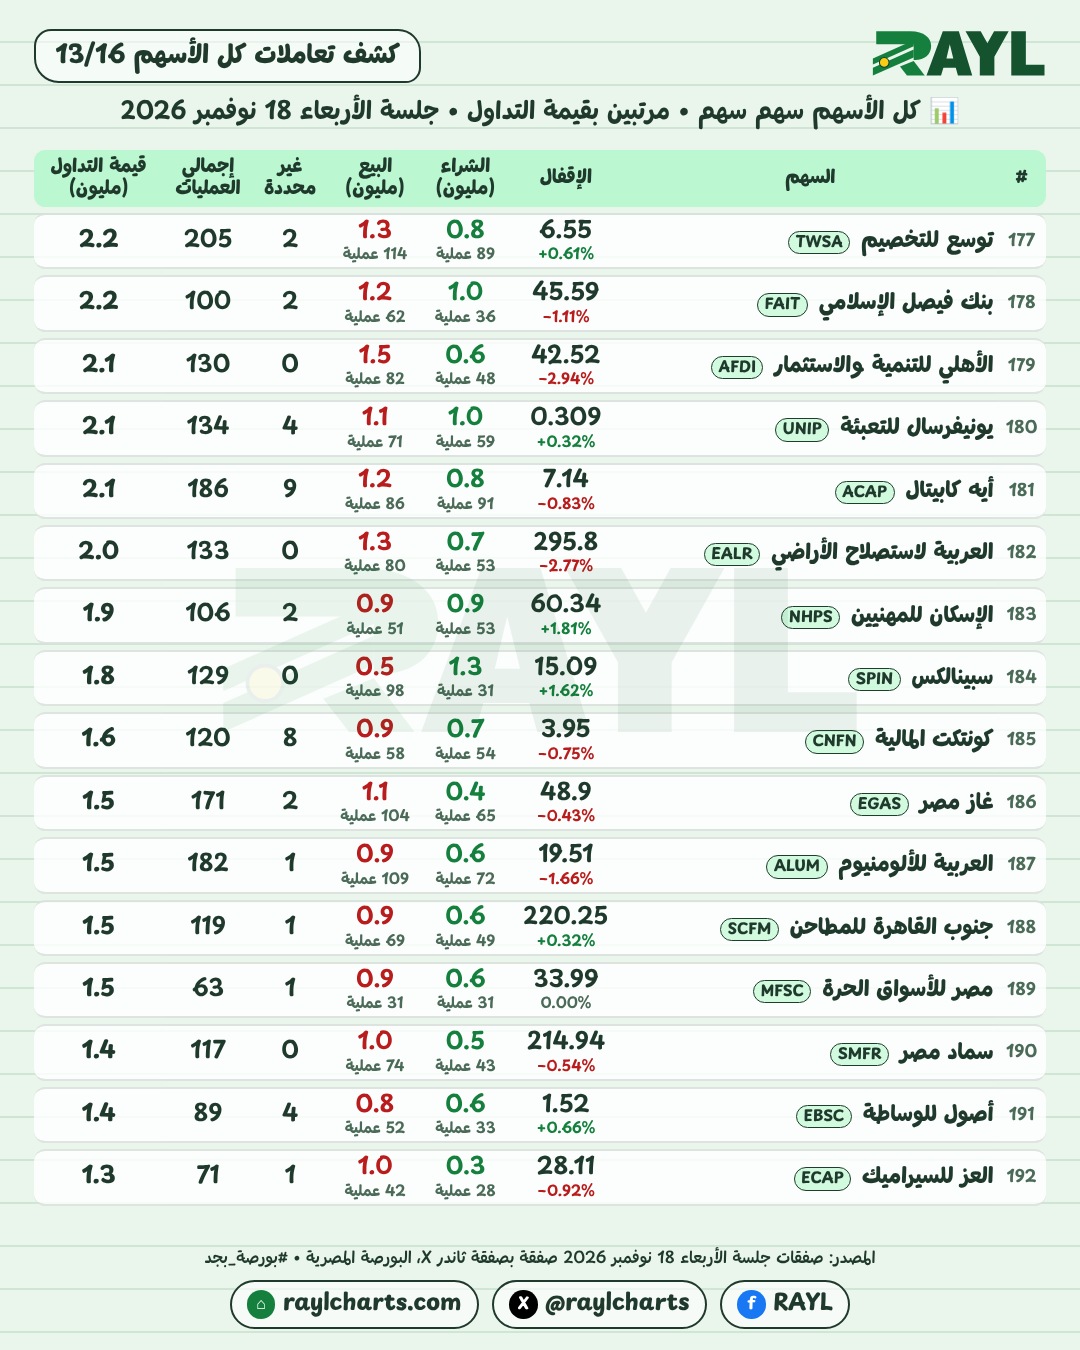 RAYL
كشف تعاملات كل الأسهم 13/16
📊 كل الأسهم سهم سهم • مرتبين بقيمة التداول • جلسة الأربعاء 18 نوفمبر 2026
# السهم الإقفال الشراء (مليون) البيع (مليون) غير محددة إجمالي العمليات قيمة التداول (مليون)
177 توسع للتخصيم TWSA 6.55 0.8 1.3 2 205 2.2
+0.61% 89 عملية 114 عملية
178 بنك فيصل الإسلامي FAIT 45.59 1.0 1.2 2 100 2.2
-1.11% 36 عملية 62 عملية
179 الأهلي للتنمية والاستثمار AFDI 42.52 0.6 1.5 0 130 2.1
-2.94% 48 عملية 82 عملية
180 يونيفرسال للتعبئة UNIP 0.309 1.0 1.1 4 134 2.1
+0.32% 59 عملية 71 عملية
181 أيه كابيتال ACAP 7.14 0.8 1.2 9 186 2.1
-0.83% 91 عملية 86 عملية
182 العربية لاستصلاح الأراضي EALR 295.8 0.7 1.3 0 133 2.0
-2.77% 53 عملية 80 عملية
183 الإسكان للمهنيين NHPS 60.34 0.9 0.9 2 106 1.9
+1.81% 53 عملية 51 عملية
184 سبينالكس SPIN 15.09 1.3 0.5 0 129 1.8
+1.62% 31 عملية 98 عملية
185 كونتكت المالية CNFN 3.95 0.7 0.9 8 120 1.6
-0.75% 54 عملية 58 عملية
186 غاز مصر EGAS 48.9 0.4 1.1 2 171 1.5
-0.43% 65 عملية 104 عملية
187 العربية للألومنيوم ALUM 19.51 0.6 0.9 1 182 1.5
-1.66% 72 عملية 109 عملية
188 جنوب القاهرة للمطاحن SCFM 220.25 0.6 0.9 1 119 1.5
+0.32% 49 عملية 69 عملية
189 مصر للأسواق الحرة MFSC 33.99 0.6 0.9 1 63 1.5
0.00% 31 عملية 31 عملية
190 سماد مصر SMFR 214.94 0.5 1.0 0 117 1.4
-0.54% 43 عملية 74 عملية
191 أصول للوساطة EBSC 1.52 0.6 0.8 4 89 1.4
+0.66% 33 عملية 52 عملية
192 العز للسيراميك ECAP 28.11 0.3 1.0 1 71 1.3
-0.92% 28 عملية 42 عملية
RAYL
المصدر: صفقات جلسة الأربعاء 18 نوفمبر 2026 صفقة بصفقة ثاندر X، البورصة المصرية • #بورصة_بجد
raylcharts.com @raylcharts RAYL